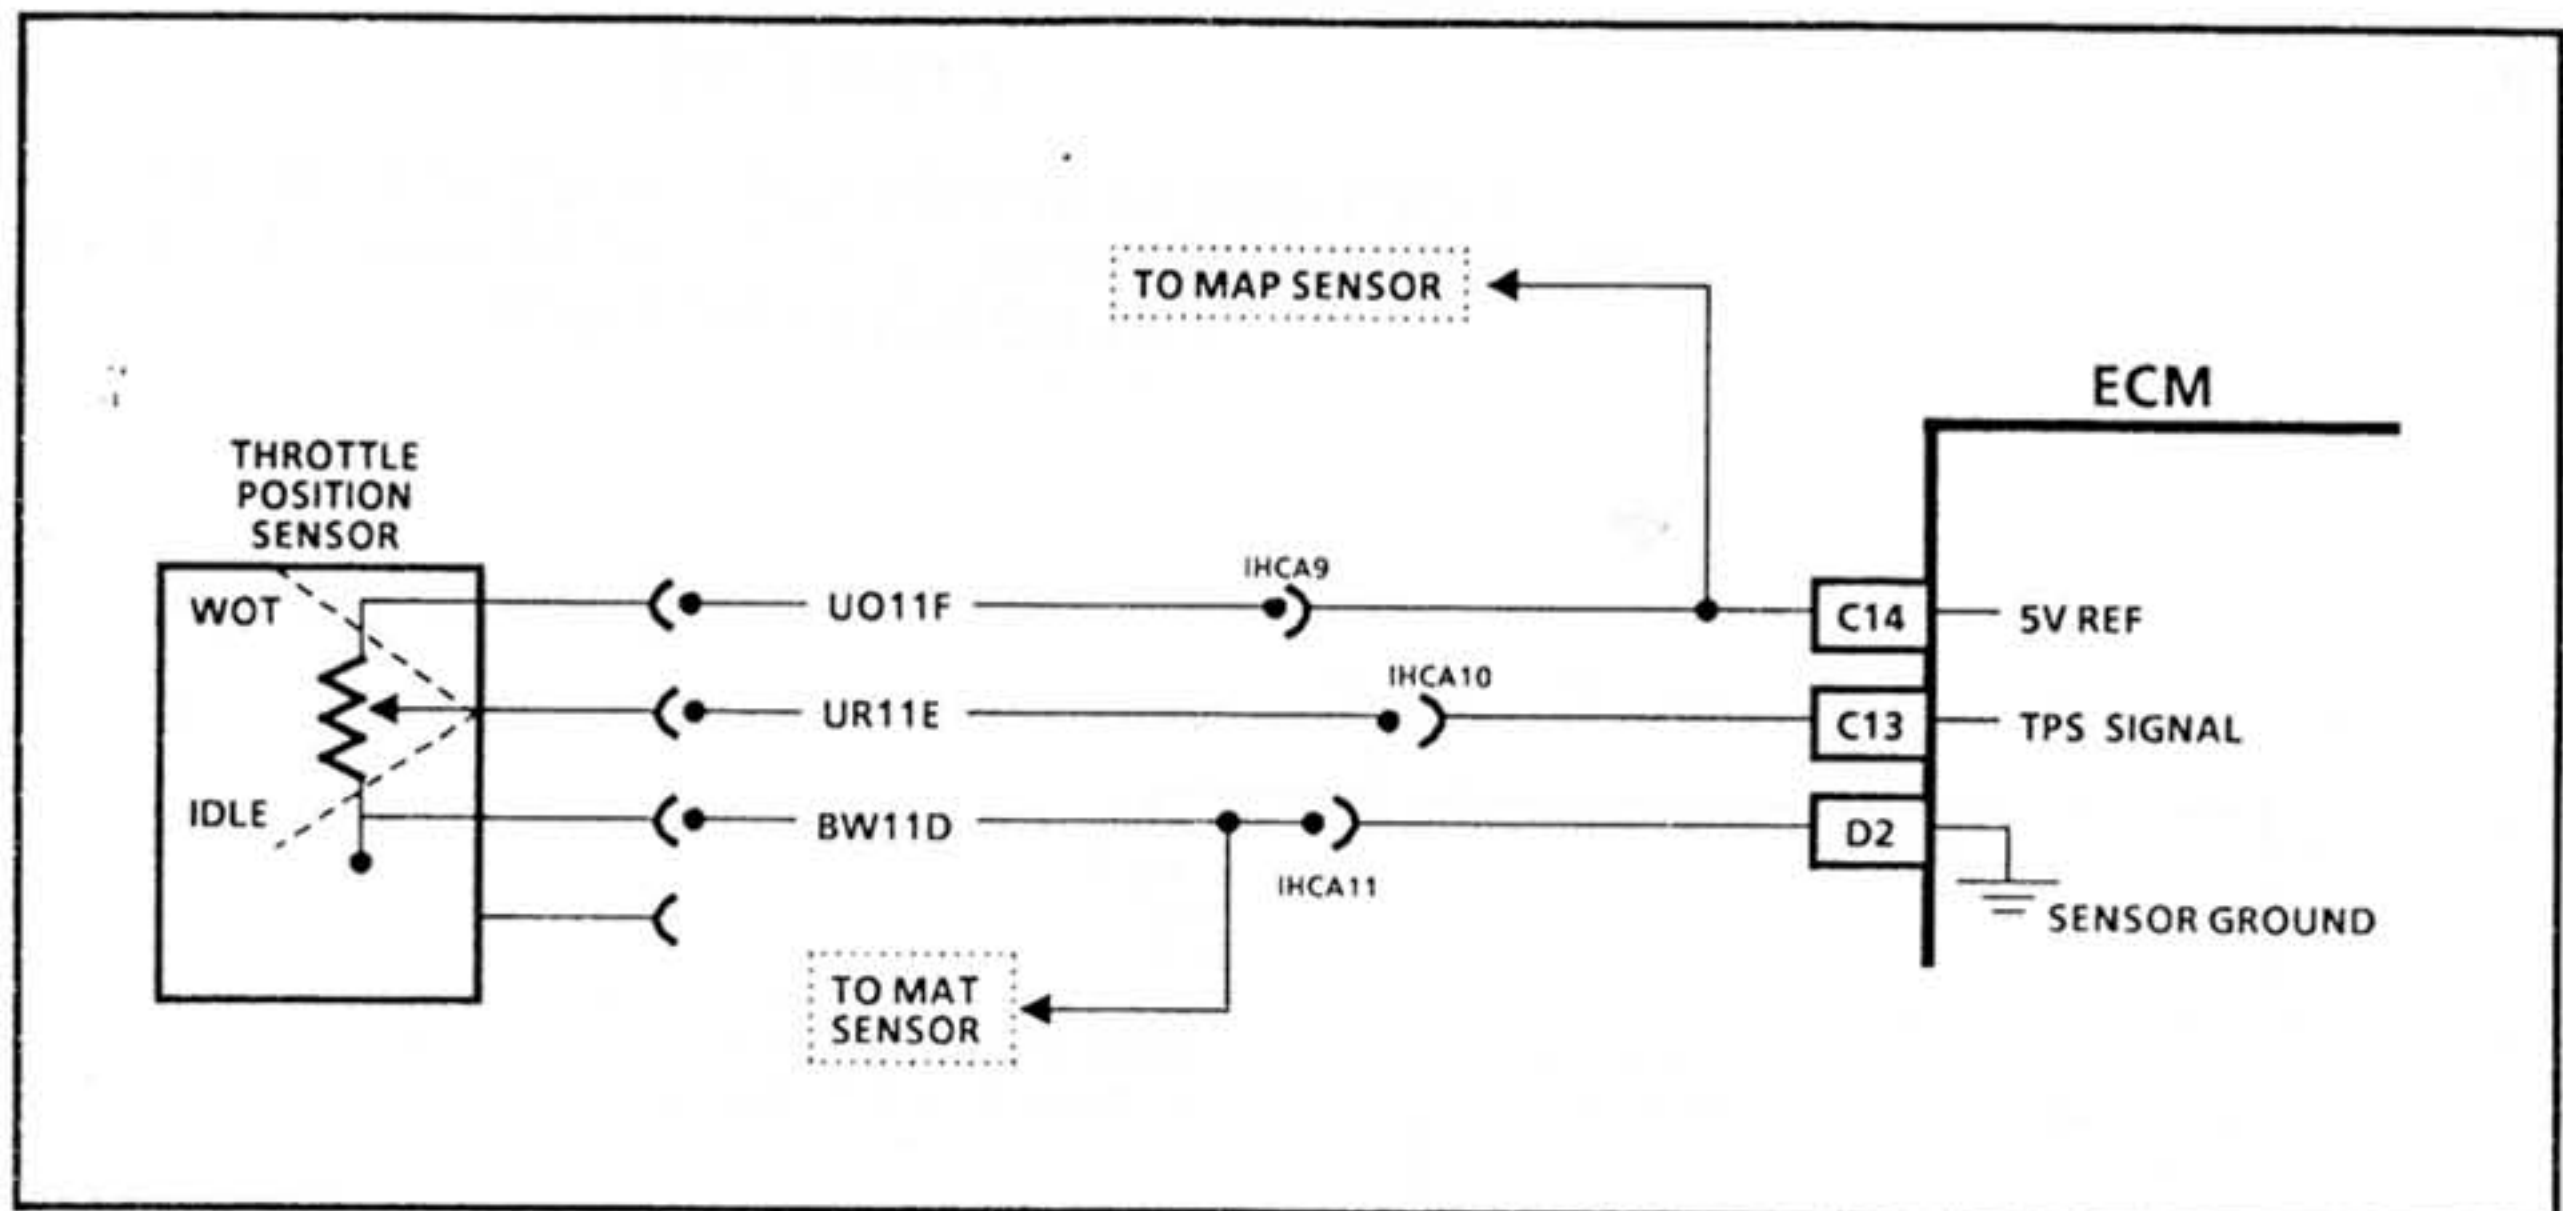 TO MAP SENSOR
ECM
THROTTLE
POSITION
SENSOR
WOT
IDLE
UO11F
IHCA9
C14
5V REF
UR11E
IHCA10
C13
TPS SIGNAL
BW11D
IHCA11
D2
SENSOR GROUND
TO MAT
SENSOR